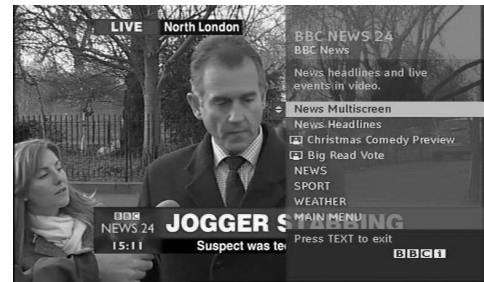 LIVE North London
BBC NEWS 24
BBC News
News headlines and live
events in video.
News Multiscreen
News Headlines
Christmas Comedy Preview
Big Read Vote
NEWS
SPORT
WEATHER
MAIN MENU
Press TEXT to exit
BBC 1
BBC
NEWS 24
15:11
JOGGER STABBING
Suspect was